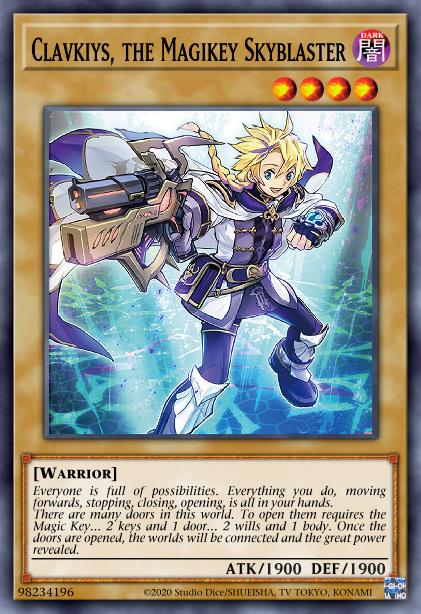 CLAVKIYS, THE MAGIKEY SKYBLASTER
DARK
闇
[WARRIOR]
Everyone is full of possibilities. Everything you do, moving
forwards, stopping, closing, opening, is all in your hands.
There are many doors in this world. To open them requires the
Magic Key... 2 keys and 1 door... 2 wills and 1 body. Once the
doors are opened, the worlds will be connected and the great power
revealed.
ATK/1900 DEF/1900
98234196
©2020 Studio Dice/SHUEISHA, TV TOKYO, KONAMI